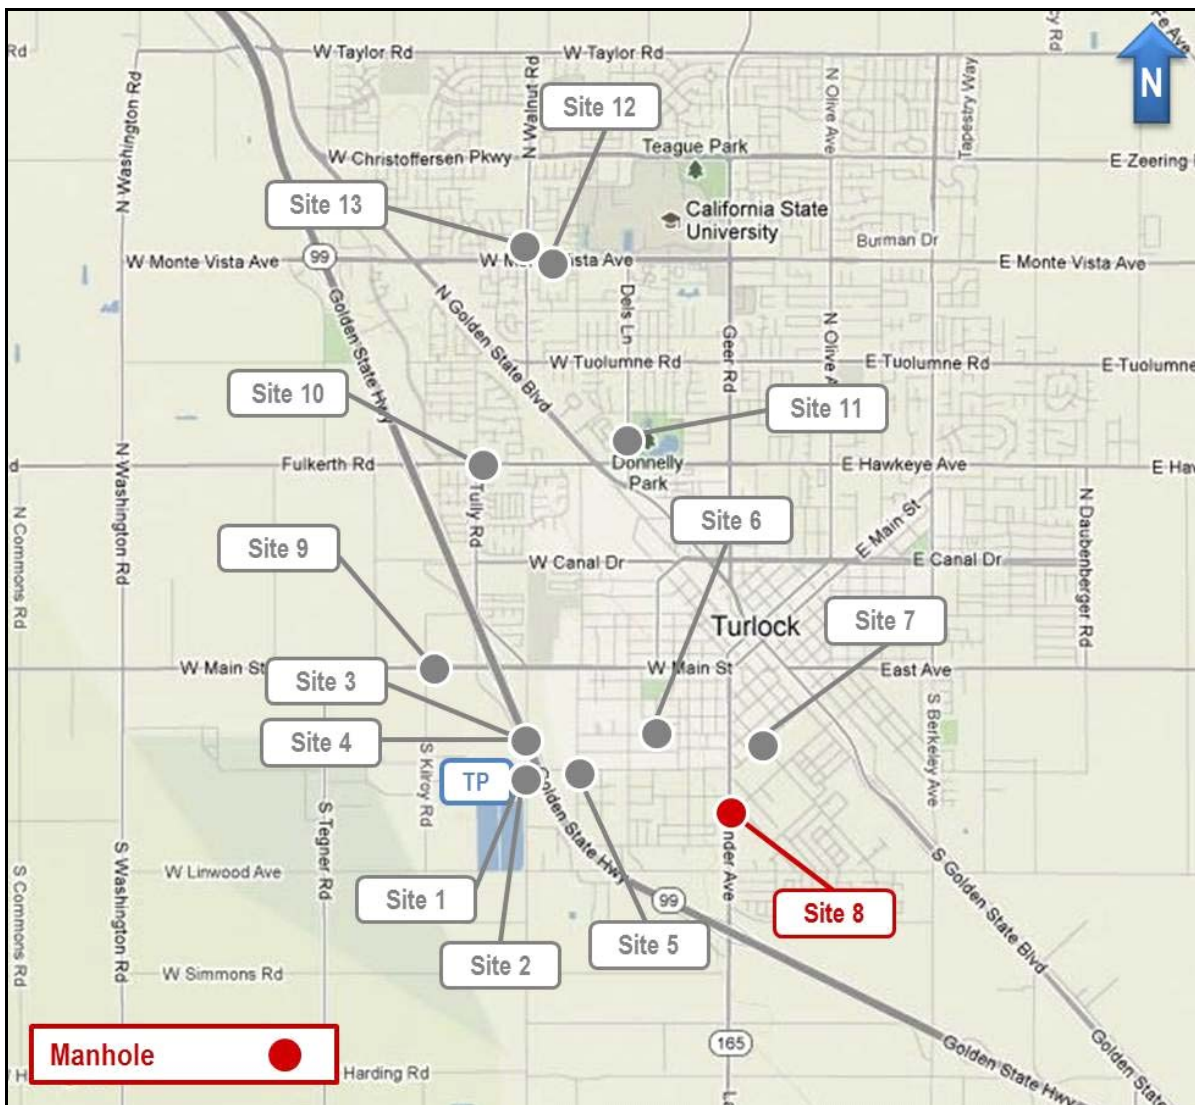 Rd
W Taylor Rd
W Taylor Rd
N
N Washington Rd
N Walnut Rd
Site 12
N Olive Ave
Tapestry Way
Teague Park
W Christoffersen Pkwy
E Zeering
Site 13
California State
University
Burman Dr
99
W Monte Vista Ave
E Monte Vista Ave
Golden State Hwy
N Golden State Blvd
Dels Ln
Geer Rd
N Olive A
W Tuolumne Rd
E Tuolumne Rd
E-Tuolumne
Site 10
Site 11
Fulkerth Rd
Donnelly
Park
E Hawkeye Ave
E Hav
N Commons Rd
N Washington Rd
Tully Rd
Site 6
N Daubenberger Rd
E Main St
Site 9
W Canal Dr
E Canal Dr
Turlock
Site 7
W Main St
W Main St
East Ave
Site 3
Site 4
S Berkeley Ave
TP
S Kilroy Rd
S Tegner Rd
Golden State Hwy
nder Ave
S Commons Rd
S Washington Rd
W Linwood Ave
Site 1
99
Site 8
Site 5
Site 2
S Golden State Blvd
W Simmons Rd
Manhole
165
Golden State Hwy
Golden State
Harding Rd